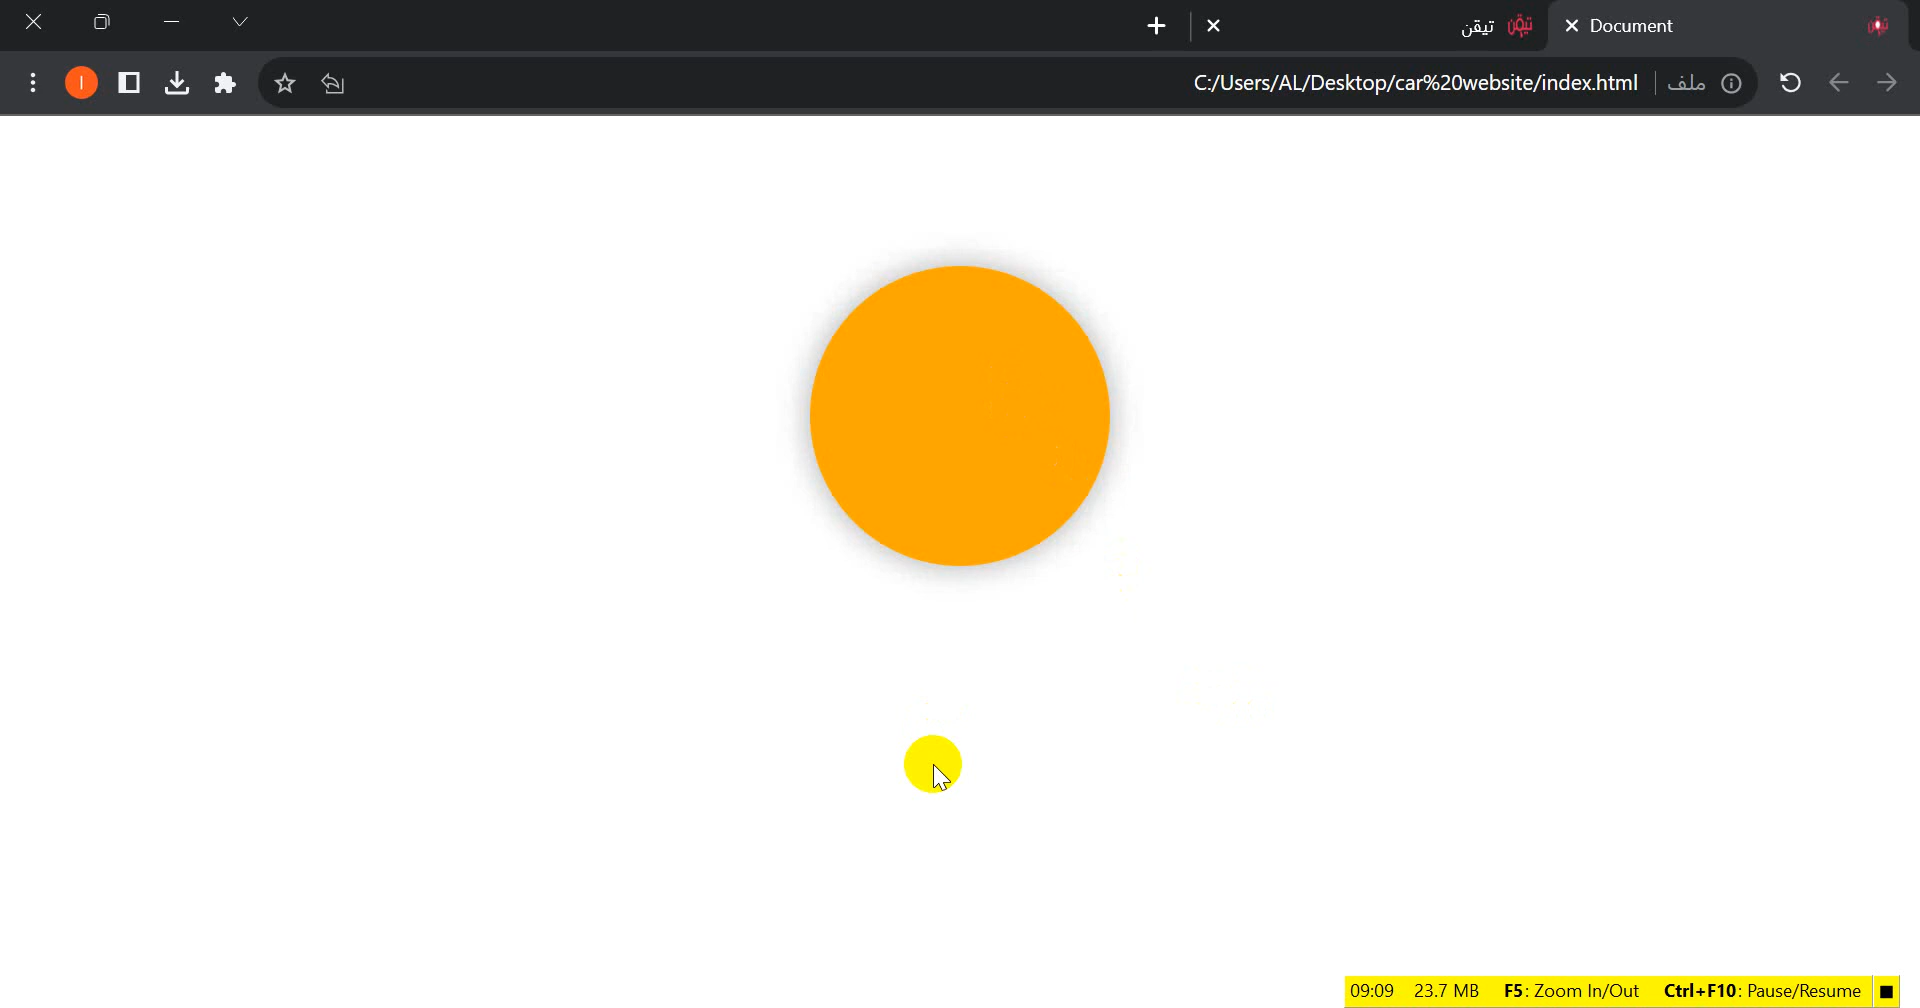 Document
تيقن
تيقن
I
C:/Users/AL/Desktop/car%20website/index.html
ملف
09:09 23.7 MB F5: Zoom In/Out Ctrl+F10: Pause/Resume